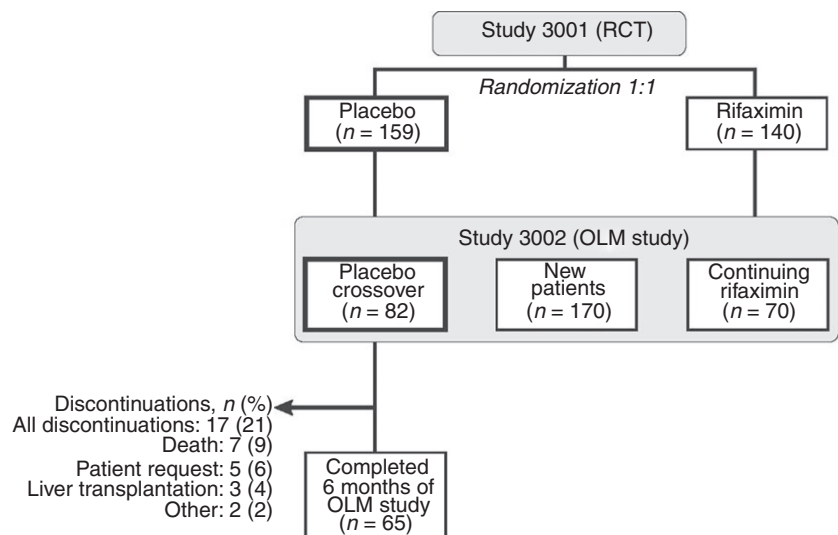 Study 3001 (RCT)
Randomization 1:1
Placebo
(n = 159)
Rifaximin
(n = 140)
Study 3002 (OLM study)
Placebo
crossover
(n = 82)
New
patients
(n = 170)
Continuing
rifaximin
(n = 70)
Discontinuations, n (%)
All discontinuations: 17 (21)
Death: 7 (9)
Patient request: 5 (6)
Liver transplantation: 3 (4)
Other: 2 (2)
Completed
6 months of
OLM study
(n = 65)